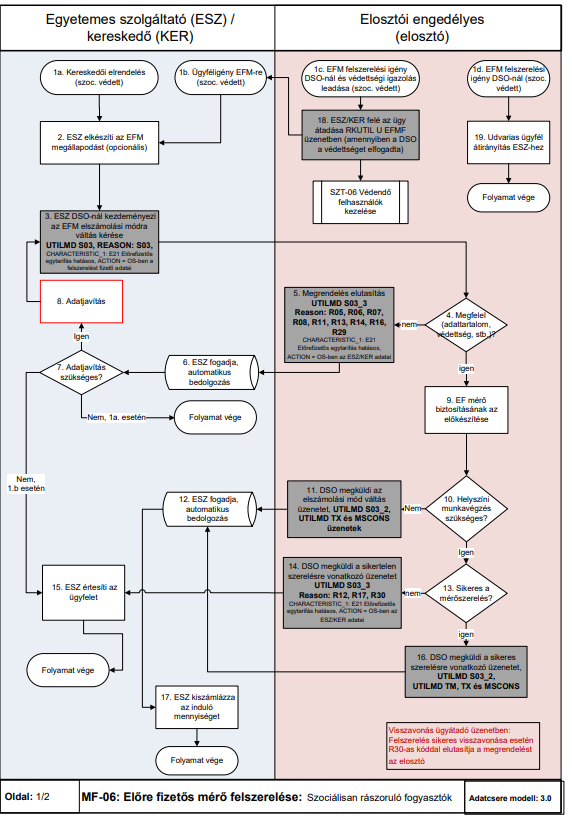 Egyetemes szolgáltató (ESZ) /
kereskedő (KER)
Elosztói engedélyes
(elosztó)
1a. Kereskedői elrendelés
(szoc. védett)
1b. Ügyféligény EFM-re
(szoc. védett)
1c. EFM felszerelési igény
DSO-nál és védettségi igazolás
leadása (szoc. védett)
1d. EFM felszerelési
igény DSO-nál (szoc.
védett)
2. ESZ elkészíti az EFM
megállapodást (opcionális)
18. ESZ/KER felé az ügy
átadása RKUTIL U EFMF
üzenetben (amennyiben a DSO
a védettséget elfogadta)
19. Udvarias ügyfél
átirányítás ESZ-hez
SZT-06 Védendő
felhasználók
kezelése
Folyamat vége
3. ESZ DSO-nál kezdeményezi
az EFM elszámolási módra
váltás kérése
UTILMD S03, REASON: S03,
CHARACTERISTIC_1: E21 Előrefizetős
egytarifás hatásos, ACTION = OS-ben a
felszerelést fizető adatai
8. Adatjavítás
Igen
7. Adatjavítás
szükséges?
Nem, 1a. esetén
Folyamat vége
6. ESZ fogadja,
automatikus
bedolgozás
5. Megrendelés elutasítás
UTILMD S03_3
Reason: R05, R06, R07,
R08, R11, R13, R14, R16,
R29
CHARACTERISTIC_1: E21
Előrefizetős egytarifás hatásos,
ACTION = OS-ben az ESZ/KER adatai
nem
4. Megfelel
(adattartalom,
védettség, stb.)?
igen
9. EF mérő
biztosításának az
előkészítése
Nem,
1.b esetén
12. ESZ fogadja,
automatikus
bedolgozás
11. DSO megküldi az
elszámolási mód váltás
üzenetet, UTILMD S03_2,
UTILMD TX és MSCONS
üzenetek
Nem
10. Helyszíni
munkavégzés
szükséges?
Igen
15. ESZ értesíti az
ügyfelet
14. DSO megküldi a sikertelen
szerelésre vonatkozó üzenetet
UTILMD S03_3
Reason: R12, R17, R30
CHARACTERISTIC_1: E21 Előrefizetős
egytarifás hatásos, ACTION = OS-ben az
ESZ/KER adatai
nem
13. Sikeres a
mérőszerelés?
igen
Folyamat vége
16. DSO megküldi a sikeres
szerelésre vonatkozó üzenetet,
UTILMD S03_2,
UTILMD TM, TX és MSCONS
17. ESZ kiszámlázza
az induló
mennyiséget
Folyamat vége
Visszavonás ügyátadó üzenetben:
Felszerelés sikeres visszavonása esetén
R30-as kóddal elutasítja a megrendelést
az elosztó
Oldal: 1/2
MF-06: Előre fizetős mérő felszerelése: Szociálisan rászoruló fogyasztók
Adatcsere modell: 3.0